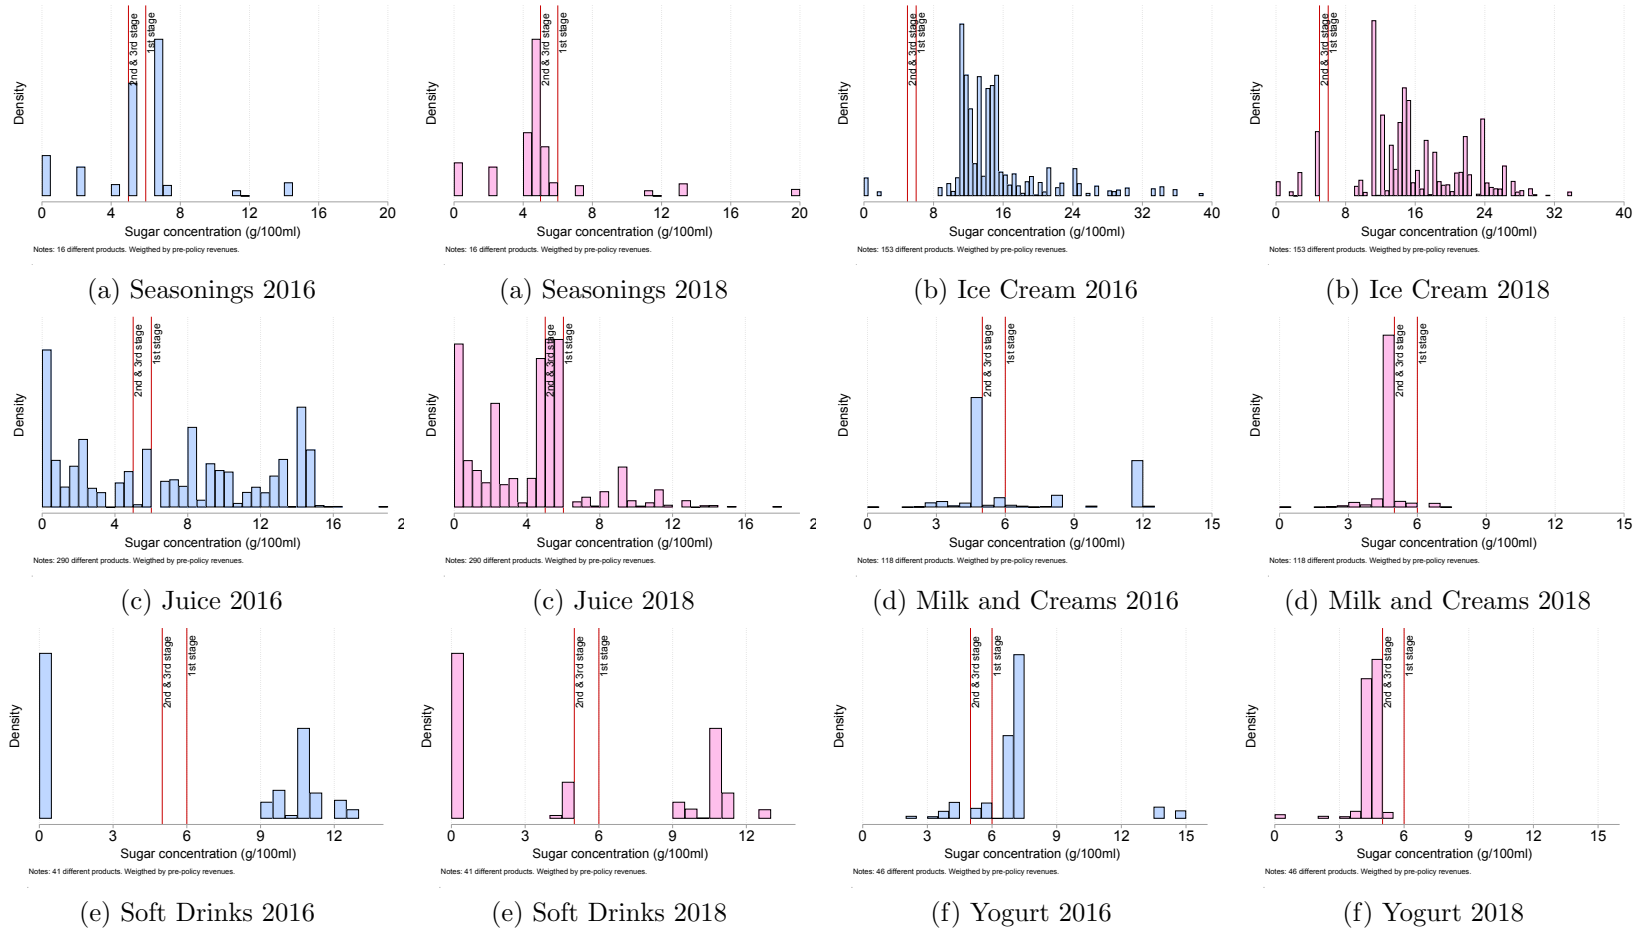 2nd & 3rd stage
1st stage
Density
0 4 8 12 16 20
Sugar concentration (g/100ml)
Notes: 16 different products. Weigthed by pre-policy revenues.
(a) Seasonings 2016
2nd & 3rd stage
1st stage
Density
0 4 8 12 16 20
Sugar concentration (g/100ml)
Notes: 16 different products. Weigthed by pre-policy revenues.
(a) Seasonings 2018
2nd & 3rd stage
1st stage
Density
0 8 16 24 32 40
Sugar concentration (g/100ml)
Notes: 153 different products. Weigthed by pre-policy revenues.
(b) Ice Cream 2016
2nd & 3rd stage
1st stage
Density
0 8 16 24 32 40
Sugar concentration (g/100ml)
Notes: 153 different products. Weigthed by pre-policy revenues.
(b) Ice Cream 2018
2nd & 3rd stage
1st stage
Density
0 4 8 12 16 2
Sugar concentration (g/100ml)
Notes: 290 different products. Weigthed by pre-policy revenues.
(c) Juice 2016
2nd & 3rd stage
1st stage
Density
0 4 8 12 16 2
Sugar concentration (g/100ml)
Notes: 290 different products. Weigthed by pre-policy revenues.
(c) Juice 2018
2nd & 3rd stage
1st stage
Density
0 3 6 9 12 15
Sugar concentration (g/100ml)
Notes: 118 different products. Weigthed by pre-policy revenues.
(d) Milk and Creams 2016
2nd & 3rd stage
1st stage
Density
0 3 6 9 12 15
Sugar concentration (g/100ml)
Notes: 118 different products. Weigthed by pre-policy revenues.
(d) Milk and Creams 2018
2nd & 3rd stage
1st stage
Density
0 3 6 9 12
Sugar concentration (g/100ml)
Notes: 41 different products. Weigthed by pre-policy revenues.
(e) Soft Drinks 2016
2nd & 3rd stage
1st stage
Density
0 3 6 9 12
Sugar concentration (g/100ml)
Notes: 41 different products. Weigthed by pre-policy revenues.
(e) Soft Drinks 2018
2nd & 3rd stage
1st stage
Density
0 3 6 9 12 15
Sugar concentration (g/100ml)
Notes: 46 different products. Weigthed by pre-policy revenues.
(f) Yogurt 2016
2nd & 3rd stage
1st stage
Density
0 3 6 9 12 15
Sugar concentration (g/100ml)
Notes: 46 different products. Weigthed by pre-policy revenues.
(f) Yogurt 2018